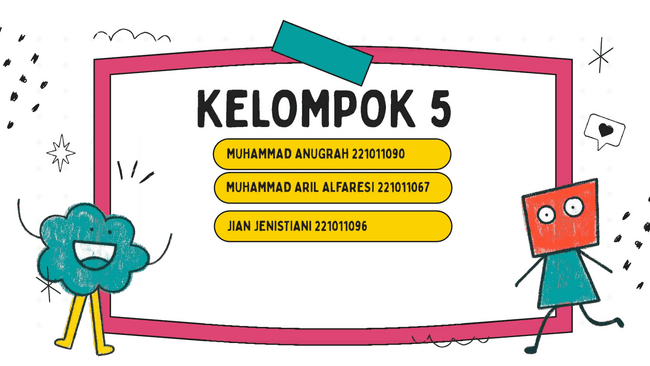 KELOMPOK 5
MUHAMMAD ANUGRAH 221011090
MUHAMMAD ARIL ALFARESI 221011067
JIAN JENISTIANI 221011096